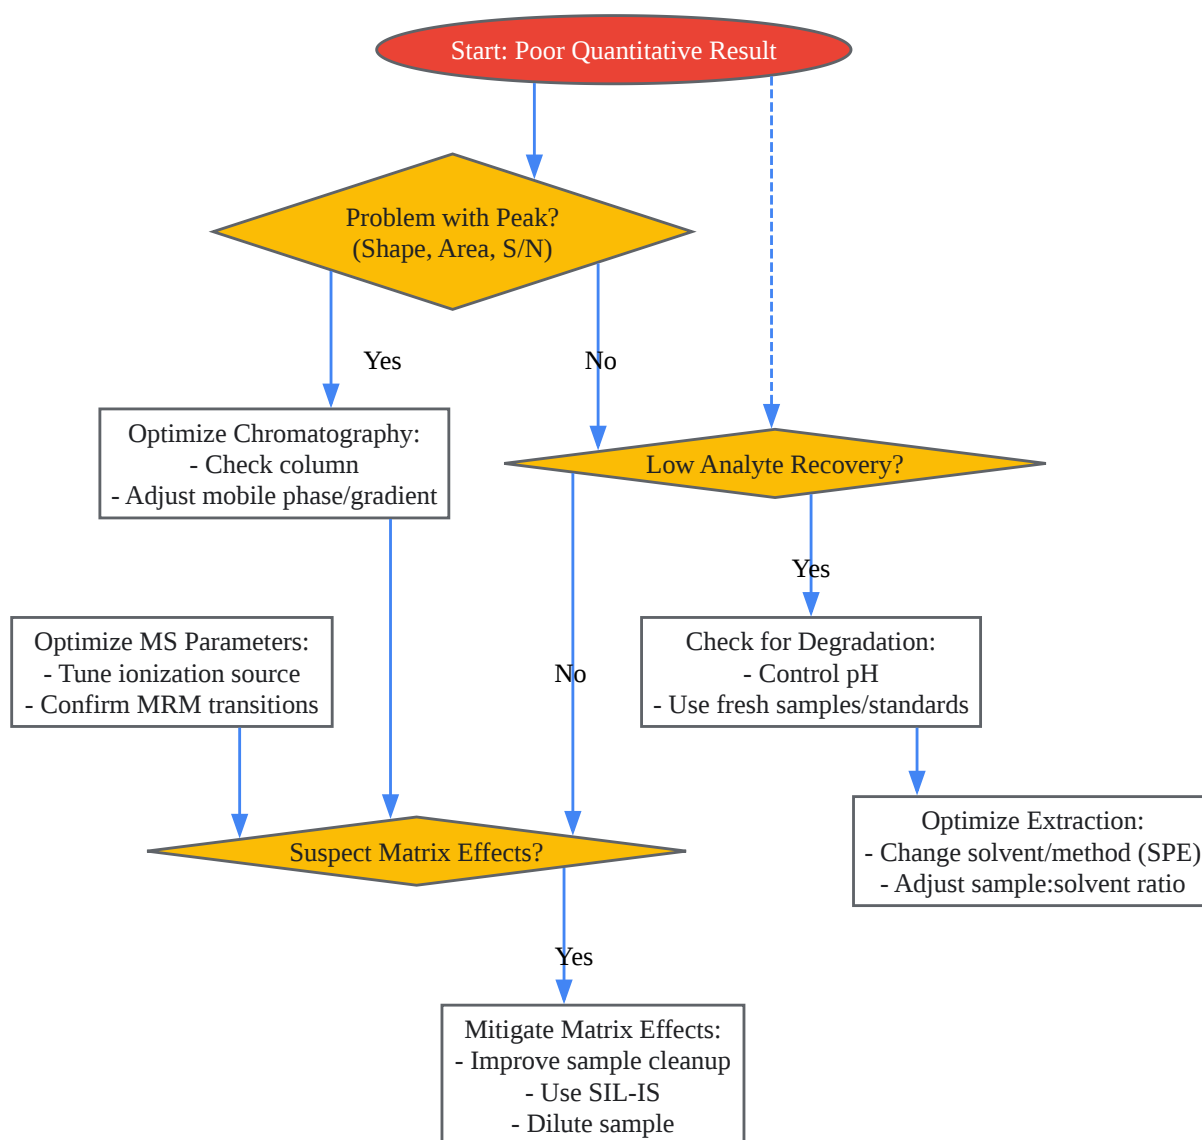 Start: Poor Quantitative Result
Problem with Peak?
(Shape, Area, S/N)
Yes
No
Optimize Chromatography:
- Check column
- Adjust mobile phase/gradient
Low Analyte Recovery?
Yes
Optimize MS Parameters:
- Tune ionization source
- Confirm MRM transitions
No
Check for Degradation:
- Control pH
- Use fresh samples/standards
Optimize Extraction:
- Change solvent/method (SPE)
- Adjust sample:solvent ratio
Suspect Matrix Effects?
Yes
Mitigate Matrix Effects:
- Improve sample cleanup
- Use SIL-IS
- Dilute sample